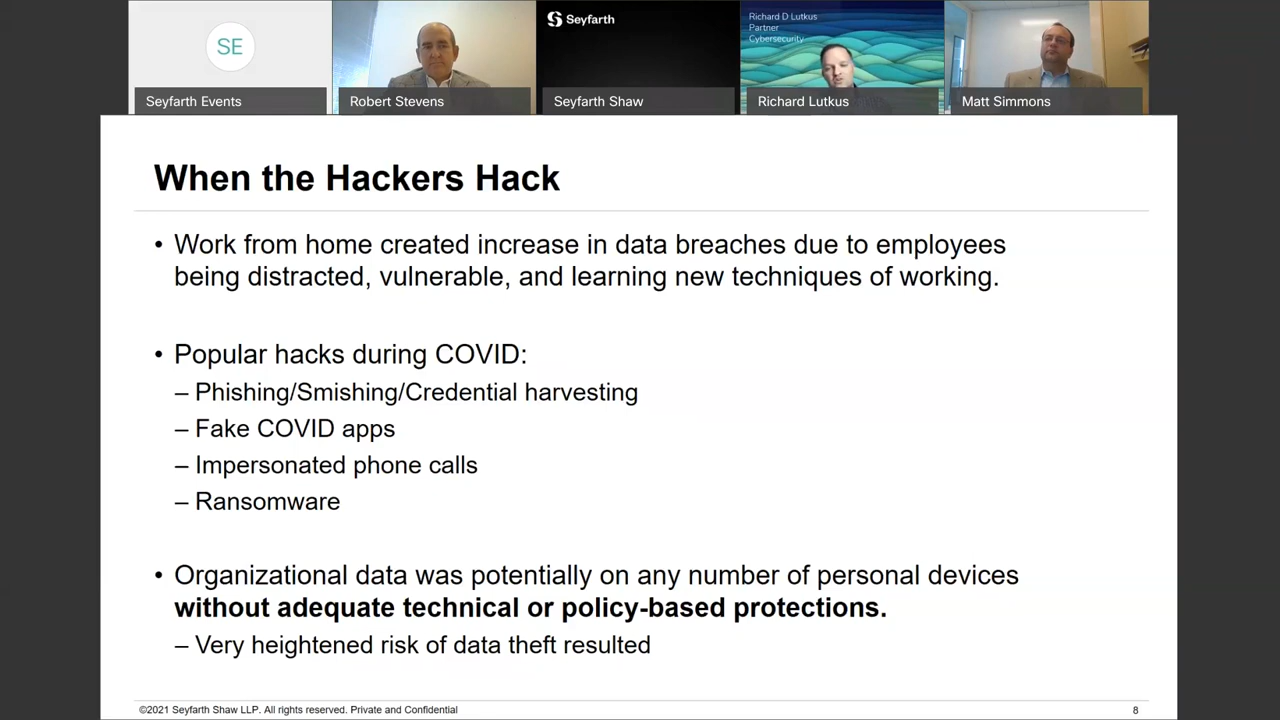 SE
Seyfarth
Richard D Lutkus
Partner
Cybersecurity
Seyfarth Events
Robert Stevens
Seyfarth Shaw
Richard Lutkus
Matt Simmons
When the Hackers Hack
• Work from home created increase in data breaches due to employees
being distracted, vulnerable, and learning new techniques of working.
• Popular hacks during COVID:
– Phishing/Smishing/Credential harvesting
– Fake COVID apps
– Impersonated phone calls
– Ransomware
• Organizational data was potentially on any number of personal devices
without adequate technical or policy-based protections.
– Very heightened risk of data theft resulted
©2021 Seyfarth Shaw LLP. All rights reserved. Private and Confidential
8